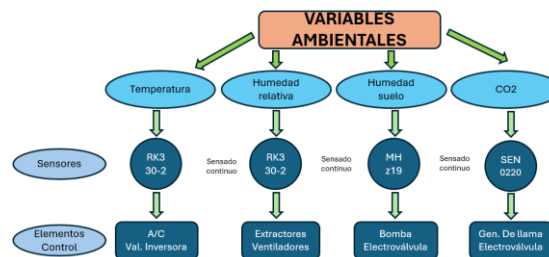 VARIABLES
AMBIENTALES
Temperatura
Humedad
relativa
Humedad
suelo
CO2
Sensores
RK3
30-2
Sensado
continuo
RK3
30-2
Sensado
continuo
MH
z19
Sensado
continuo
SEN
0220
Elementos
Control
A/C
Val. Inversora
Extractores
Ventiladores
Bomba
Electroválvula
Gen. De llama
Electroválvula